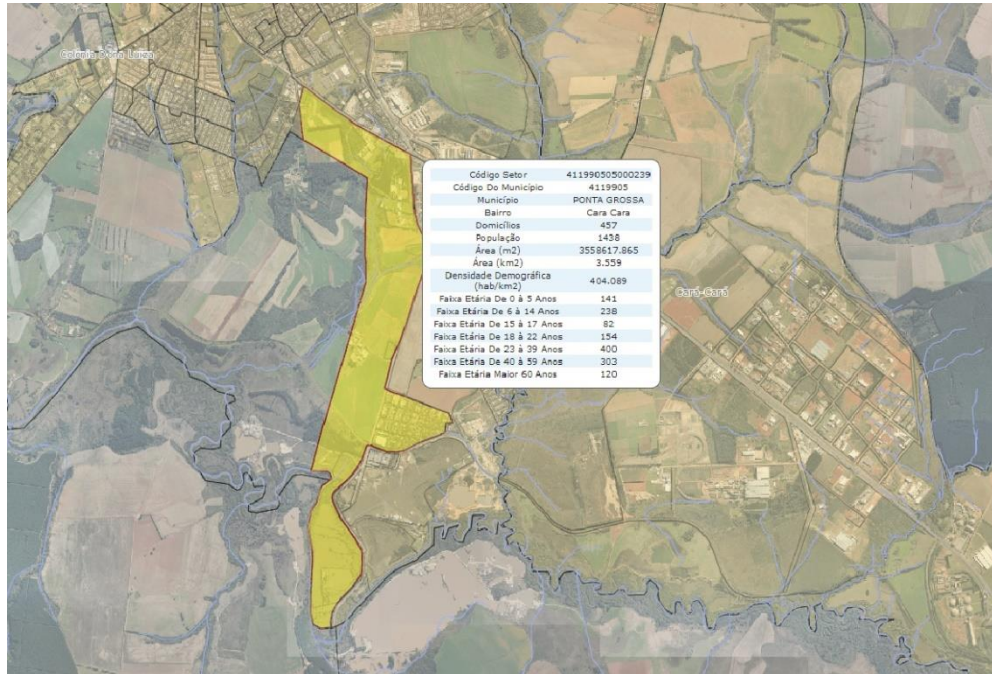 Colonia Dona Luiza
Código Setor 411990505000239
Código Do Município 4119905
Município PONTA GROSSA
Bairro Cara Cara
Domicílios 457
População 1438
Área (m2) 3558617.865
Área (km2) 3.559
Densidade Demográfica
(hab/km2) 404.089
Faixa Etária De 0 à 5 Anos 141
Faixa Etária De 6 à 14 Anos 238
Faixa Etária De 15 à 17 Anos 82
Faixa Etária De 18 à 22 Anos 154
Faixa Etária De 23 à 39 Anos 400
Faixa Etária De 40 à 59 Anos 303
Faixa Etária Maior 60 Anos 120
Cará-Cará